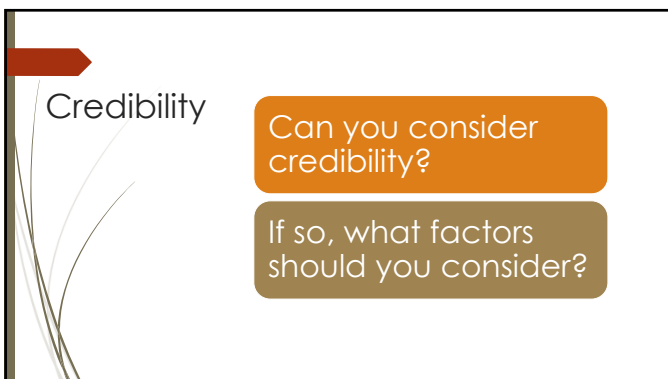 Credibility
Can you consider
credibility?
If so, what factors
should you consider?